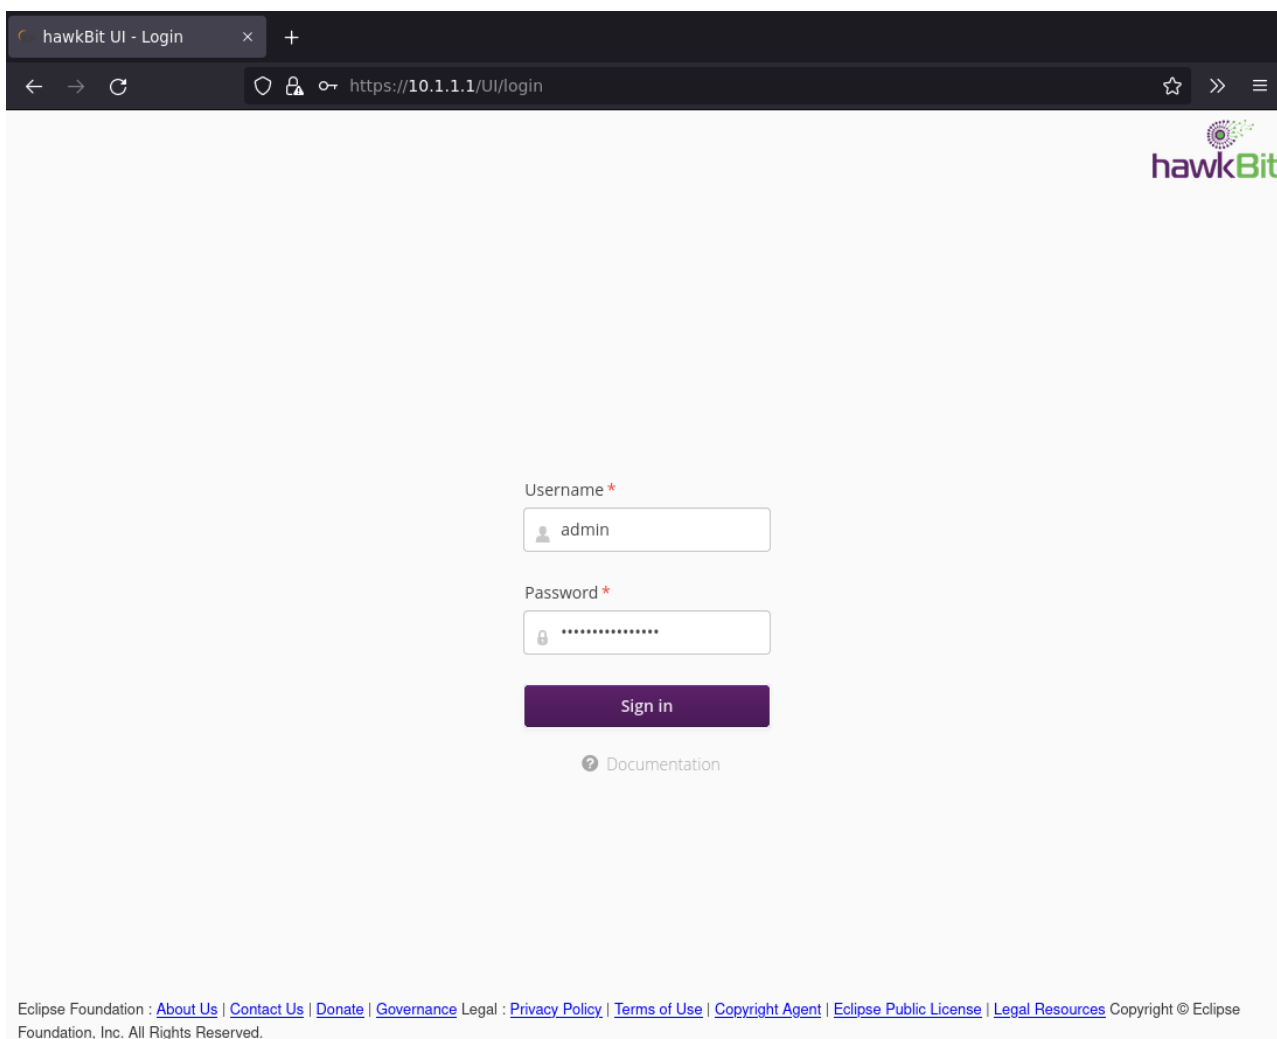 hawkBit UI - Login
https://10.1.1.1/UI/login
hawkBit
Username *
admin
Password *
••••••••••••••••
Sign in
Documentation
Eclipse Foundation : About Us | Contact Us | Donate | Governance Legal : Privacy Policy | Terms of Use | Copyright Agent | Eclipse Public License | Legal Resources Copyright © Eclipse
Foundation, Inc. All Rights Reserved.